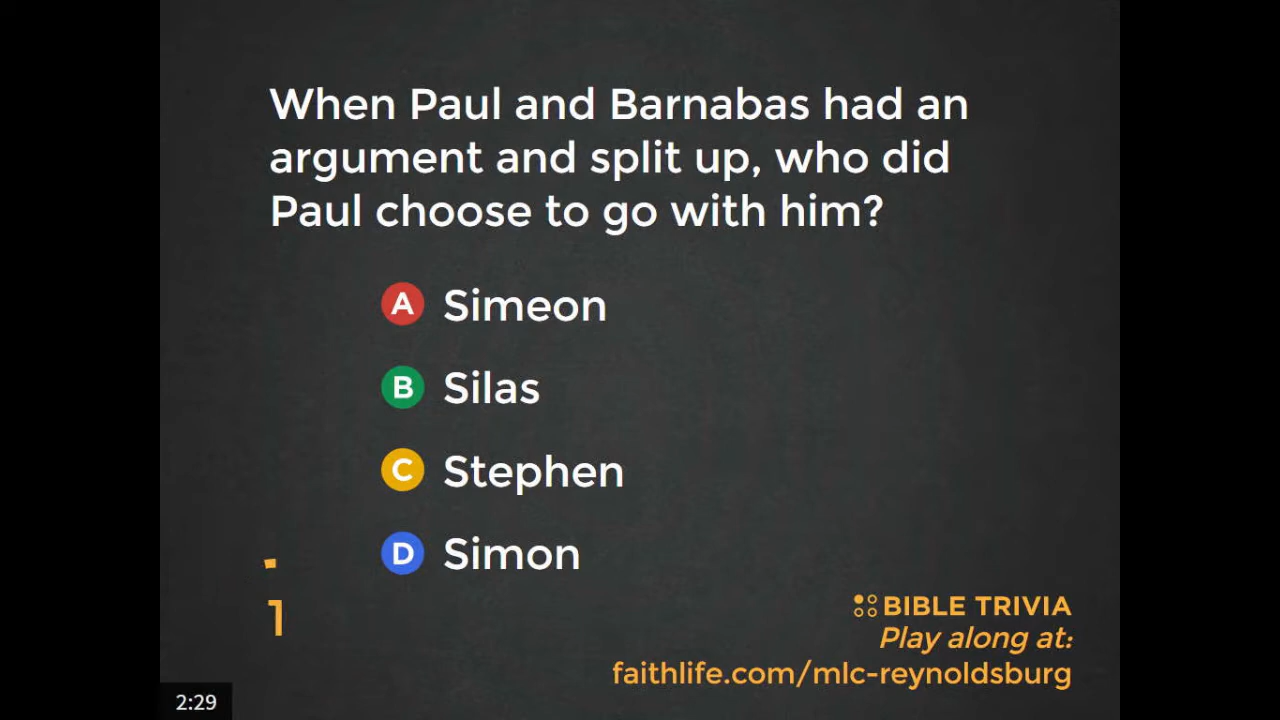 When Paul and Barnabas had an
argument and split up, who did
Paul choose to go with him?
A Simeon
B Silas
C Stephen
D Simon
1
BIBLE TRIVIA
Play along at:
faithlife.com/mlc-reynoldsburg
2:29